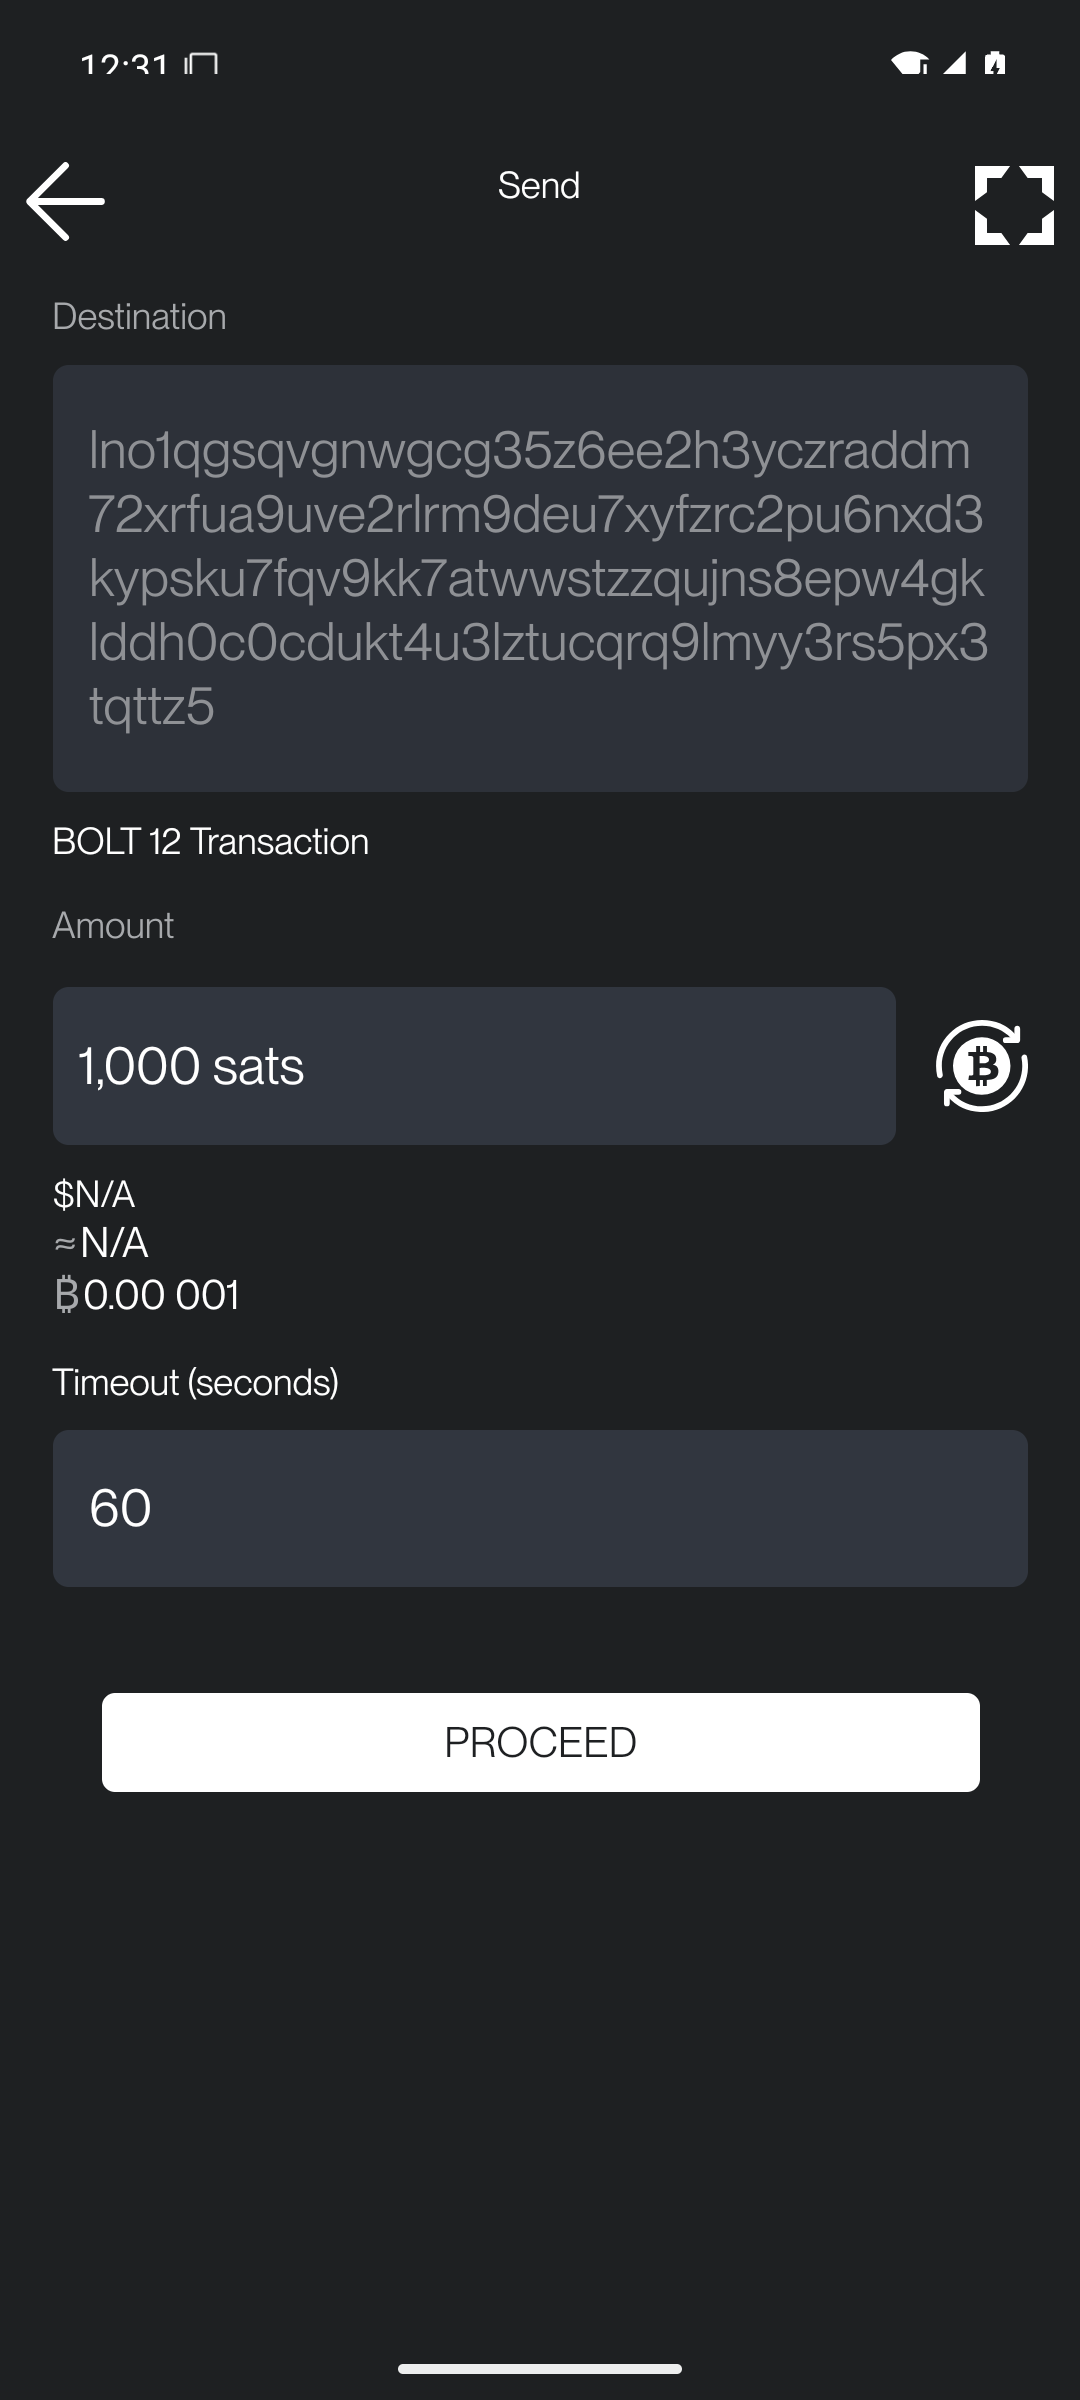 12:31
Send
Destination
lno1qgsqvgnwgcg35z6ee2h3yczraddm
72xrfua9uve2rlrm9deu7xyfzrc2pu6nxd3
kypsku7fqv9kk7atwwstzzqujns8epw4gk
lddh0c0cdukt4u3lztucqrq9lmyy3rs5px3
tqttz5
BOLT 12 Transaction
Amount
1,000 sats
$N/A
≈N/A
₿0.00 001
Timeout (seconds)
60
PROCEED